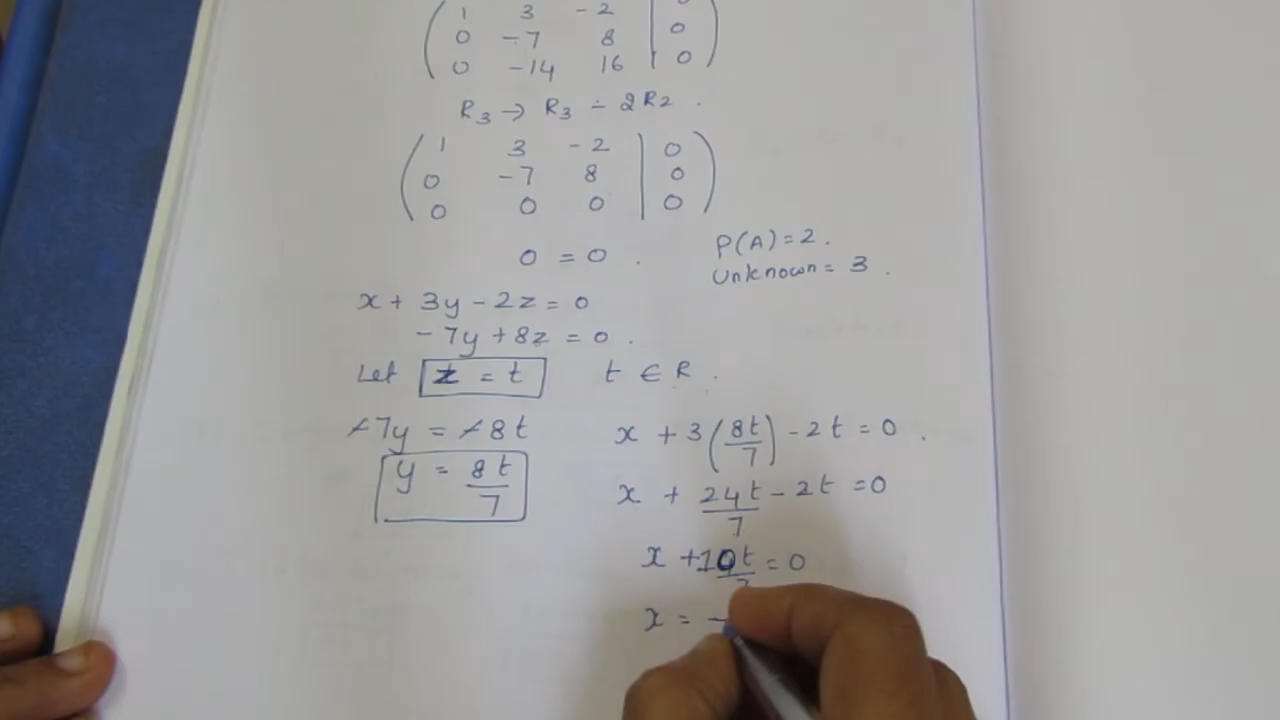 1 3 -2
0 -7 8 | 0
0 -14 16 | 0
R3 → R3 - 2R2 .
1 3 -2 | 0
0 -7 8 | 0
0 0 0 | 0
0 = 0 .
ρ(A) = 2 .
Unknown = 3 .
x + 3y - 2z = 0
-7y + 8z = 0 .
Let z = t t ∈ R .
-7y = -8t
y = 8t/7
x + 3(8t/7) - 2t = 0 .
x + 24t/7 - 2t = 0
x + 10t/7 = 0
x = -